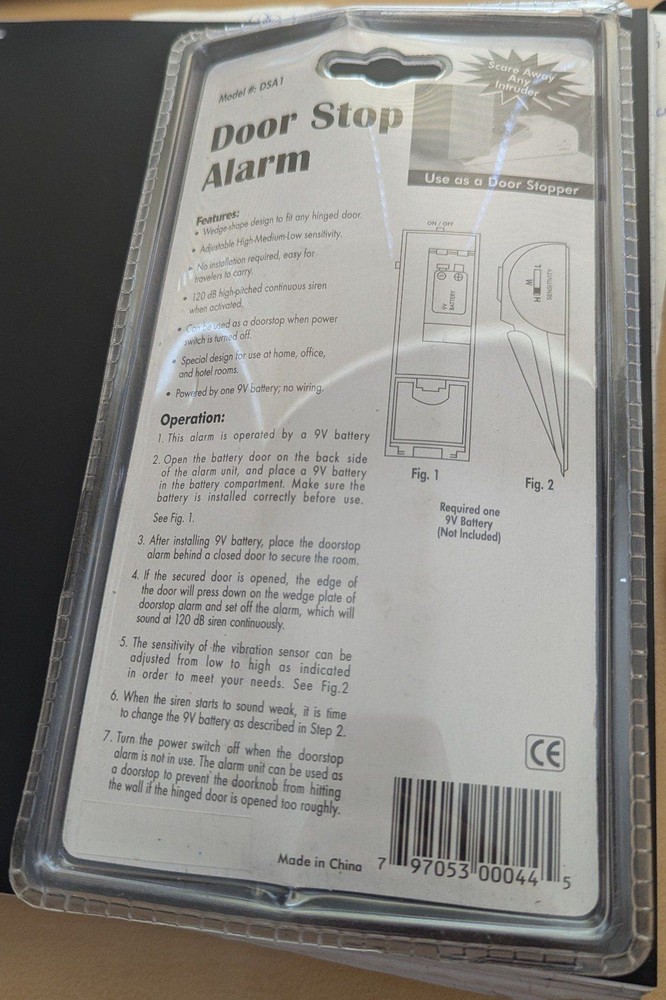 Model #: DSA1
Door Stop
Alarm
Scare Away
Any
Intruder
Use as a Door Stopper
Features:
• Wedge-shape design to fit any hinged door.
• Adjustable High-Medium-Low sensitivity.
• No installation required, easy for
travelers to carry.
• 120 dB high-pitched continuous siren
when activated.
• Can be used as a doorstop when power
switch is turned off.
• Special design for use at home, office,
and hotel rooms.
• Powered by one 9V battery; no wiring.
Operation:
1. This alarm is operated by a 9V battery
2. Open the battery door on the back side
of the alarm unit, and place a 9V battery
in the battery compartment. Make sure the
battery is installed correctly before use.
See Fig. 1.
3. After installing 9V battery, place the doorstop
alarm behind a closed door to secure the room.
4. If the secured door is opened, the edge of
the door will press down on the wedge plate of
doorstop alarm and set off the alarm, which will
sound at 120 dB siren continuously.
5. The sensitivity of the vibration sensor can be
adjusted from low to high as indicated
in order to meet your needs. See Fig.2
6. When the siren starts to sound weak, it is time
to change the 9V battery as described in Step 2.
7. Turn the power switch off when the doorstop
alarm is not in use. The alarm unit can be used as
a doorstop to prevent the doorknob from hitting
the wall if the hinged door is opened too roughly.
ON / OFF
9V
BATTERY
L
M
H
SENSITIVITY
Fig. 1
Fig. 2
Required one
9V Battery
(Not Included)
CE
Made in China
7 97053 00044 5